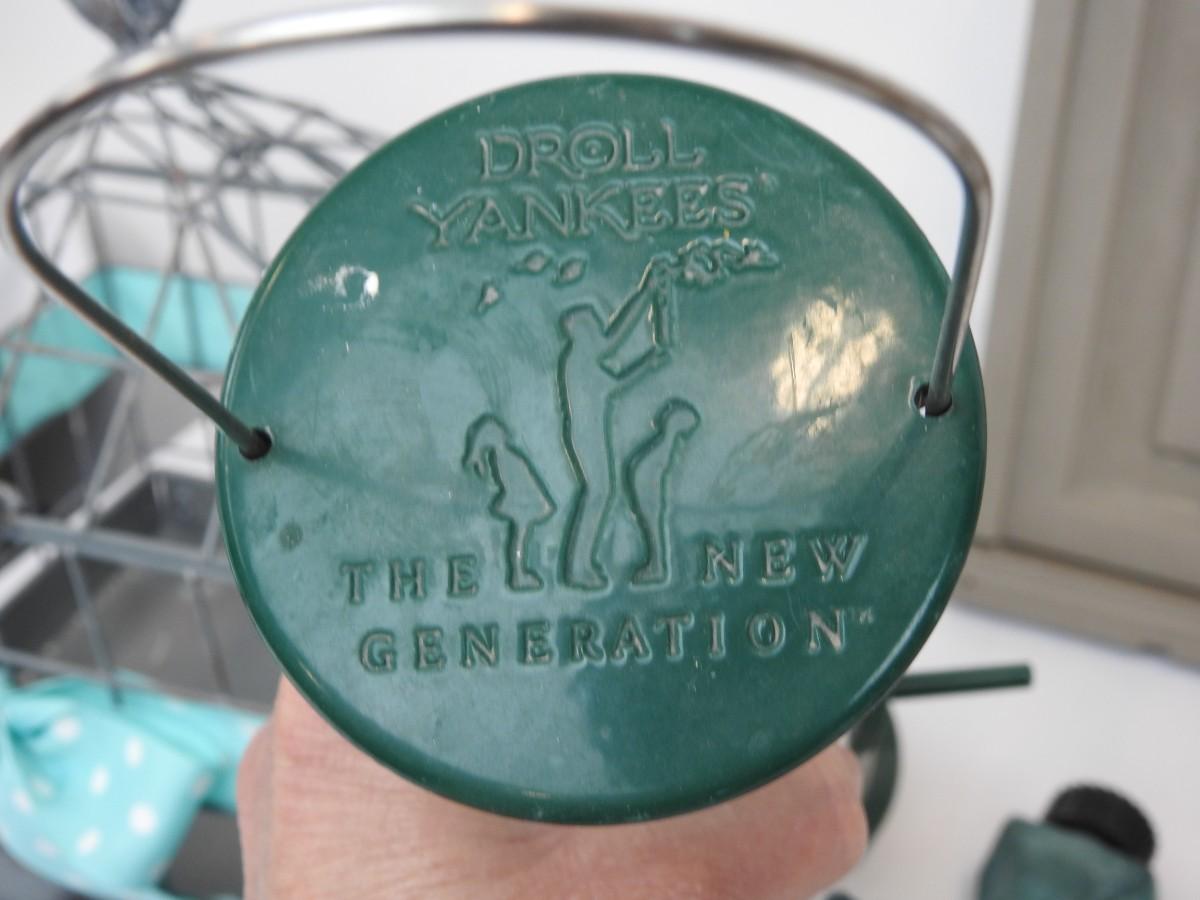 DROLL
YANKEES®
THE NEW
GENERATION™